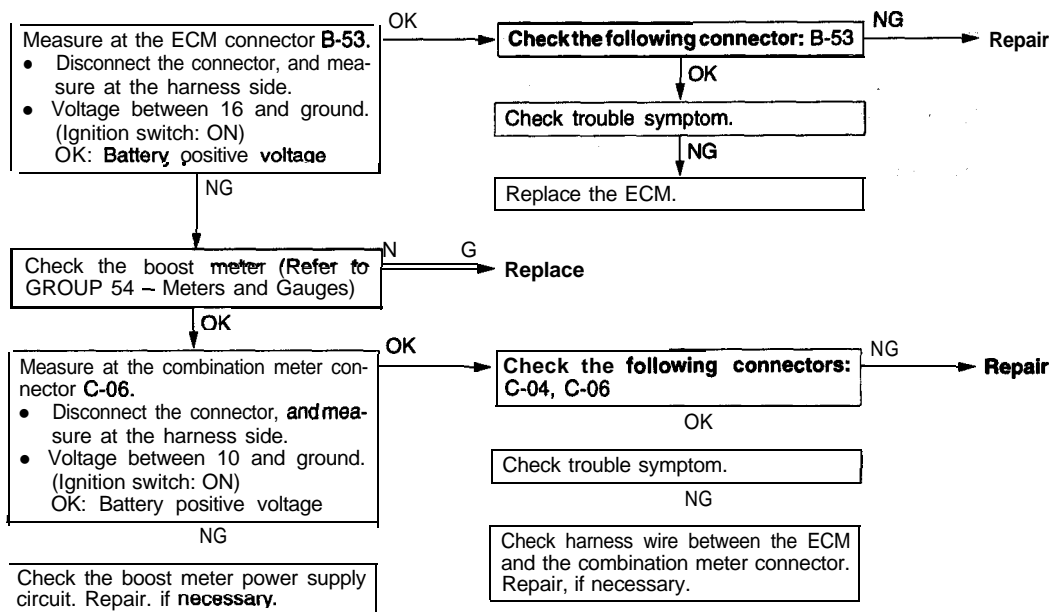 Measure at the ECM connector B-53.
● Disconnect the connector, and mea-
sure at the harness side.
● Voltage between 16 and ground.
(Ignition switch: ON)
OK: Battery positive voltage
OK
Check the following connector: B-53
NG
Repair
OK
Check trouble symptom.
NG
Replace the ECM.
NG
Check the boost meter (Refer to
GROUP 54 – Meters and Gauges)
N G
Replace
OK
Measure at the combination meter con-
nector C-06.
● Disconnect the connector, and mea-
sure at the harness side.
● Voltage between 10 and ground.
(Ignition switch: ON)
OK: Battery positive voltage
OK
Check the following connectors:
C-04, C-06
NG
Repair
OK
Check trouble symptom.
NG
Check harness wire between the ECM
and the combination meter connector.
Repair, if necessary.
NG
Check the boost meter power supply
circuit. Repair. if necessary.